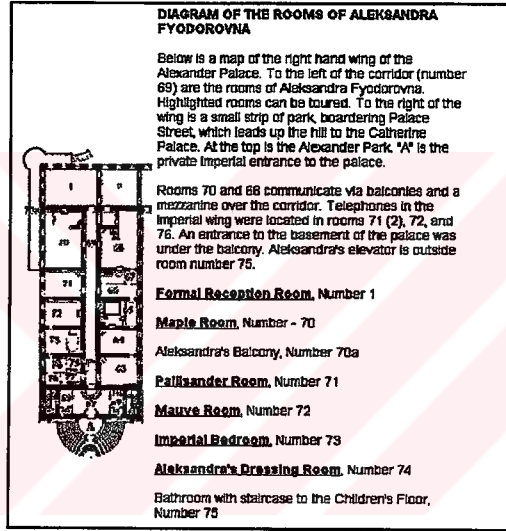 DIAGRAM OF THE ROOMS OF ALEKSANDRA
FYODOROVNA
Below is a map of the right hand wing of the
Alexander Palace. To the left of the corridor (number
69) are the rooms of Aleksandra Fyodorovna.
Highlighted rooms can be toured. To the right of the
wing is a small strip of park, boardering Palace
Street, which leads up the hill to the Catherine
Palace. At the top is the Alexander Park. "A" is the
private Imperial entrance to the palace.
Rooms 70 and 68 communicate via balconies and a
mezzanine over the corridor. Telephones in the
Imperial wing were located in rooms 71 (2), 72, and
76. An entrance to the basement of the palace was
under the balcony. Aleksandra's elevator is outside
room number 75.
Formal Reception Room, Number 1
Maple Room, Number - 70
Aleksandra's Balcony, Number 70a
Pallisander Room, Number 71
Mauve Room, Number 72
Imperial Bedroom, Number 73
Aleksandra's Dressing Room, Number 74
Bathroom with staircase to the Children's Floor,
Number 75
70
71
72
73
68
64
63
A